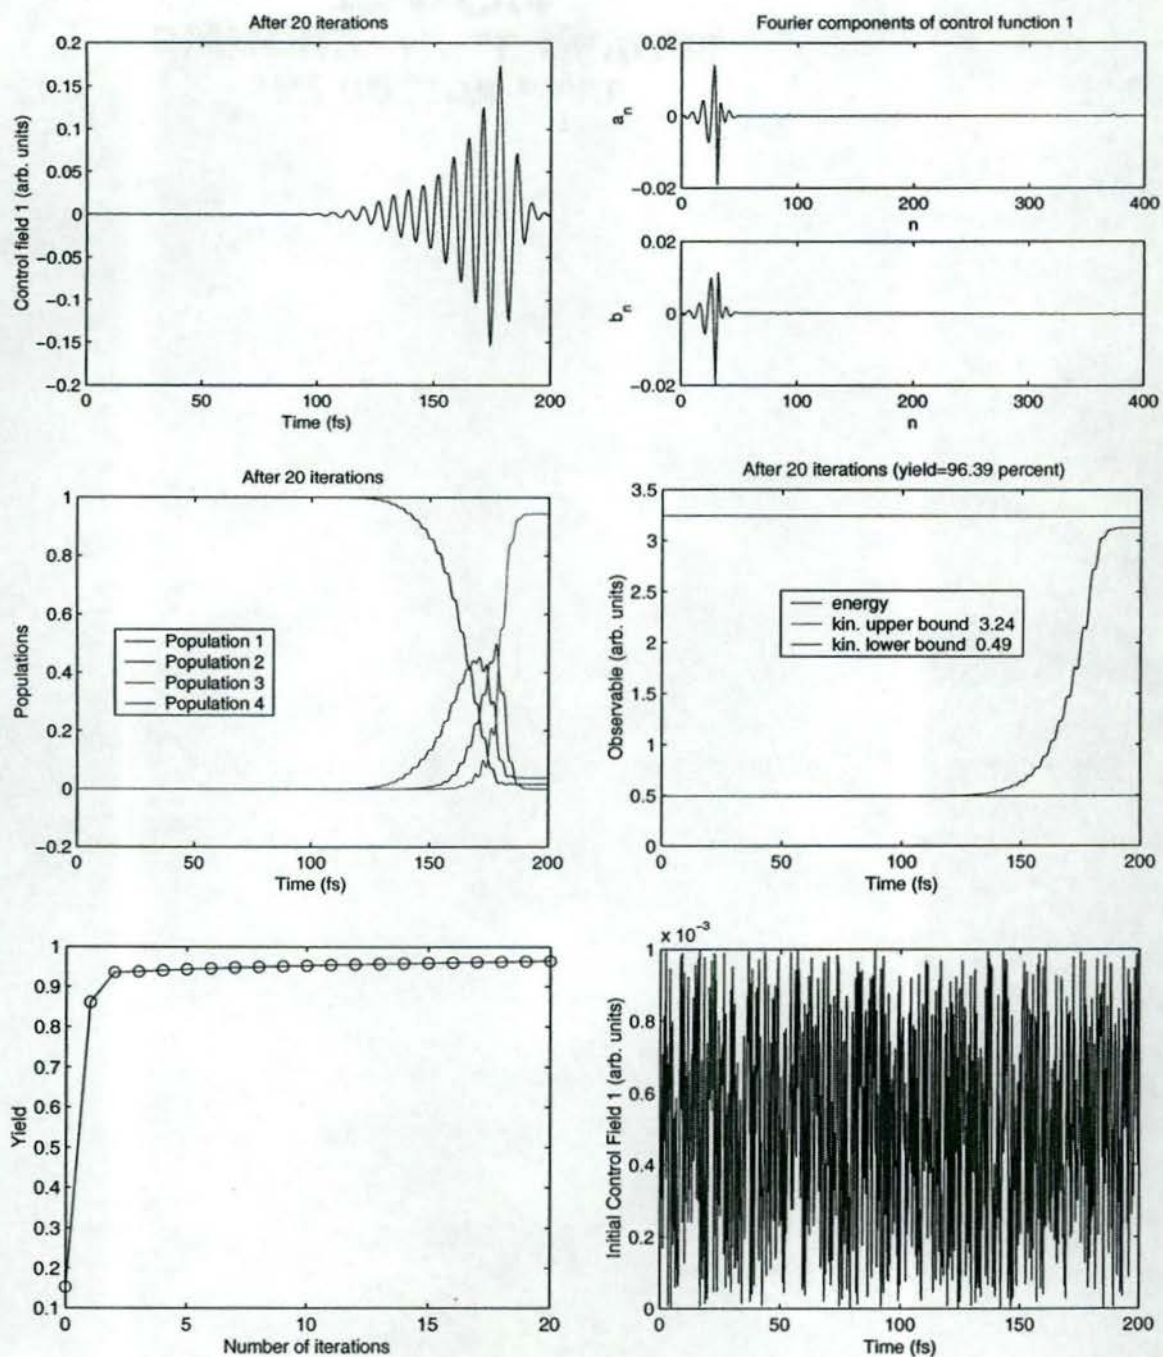 After 20 iterations
0.2
0.15
0.1
0.05
0
−0.05
−0.1
−0.15
−0.2
Control field 1 (arb. units)
0 50 100 150 200
Time (fs)
Fourier components of control function 1
0.02
0
−0.02
a_n
0 100 200 300 400
n
0.02
0
−0.02
b_n
0 100 200 300 400
n
After 20 iterations
1
0.8
0.6
0.4
0.2
0
−0.2
Populations
Population 1
Population 2
Population 3
Population 4
0 50 100 150 200
Time (fs)
After 20 iterations (yield=96.39 percent)
3.5
3
2.5
2
1.5
1
0.5
0
Observable (arb. units)
energy
kin. upper bound 3.24
kin. lower bound 0.49
0 50 100 150 200
Time (fs)
1
0.9
0.8
0.7
0.6
0.5
0.4
0.3
0.2
0.1
Yield
0 5 10 15 20
Number of iterations
x 10⁻³
1
0.8
0.6
0.4
0.2
0
Initial Control Field 1 (arb. units)
0 50 100 150 200
Time (fs)